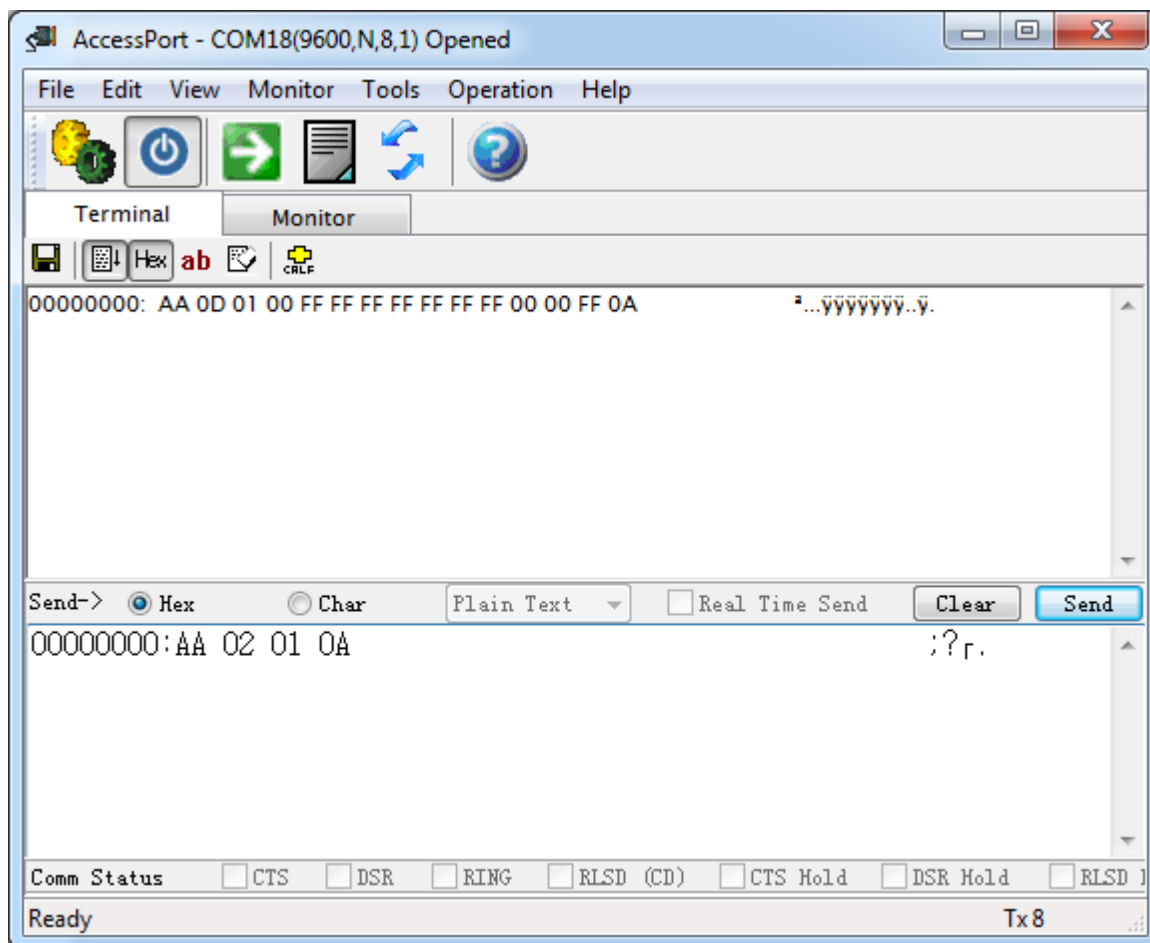 AccessPort - COM18(9600,N,8,1) Opened
File Edit View Monitor Tools Operation Help
Terminal Monitor
Hex ab CRLF
00000000: AA 0D 01 00 FF FF FF FF FF FF FF 00 00 FF 0A ª...ÿÿÿÿÿÿÿ..ÿ.
Send-> Hex Char Plain Text Real Time Send Clear Send
00000000:AA 02 01 0A ;?┌.
Comm Status CTS DSR RING RLSD (CD) CTS Hold DSR Hold RLSD
Ready Tx 8